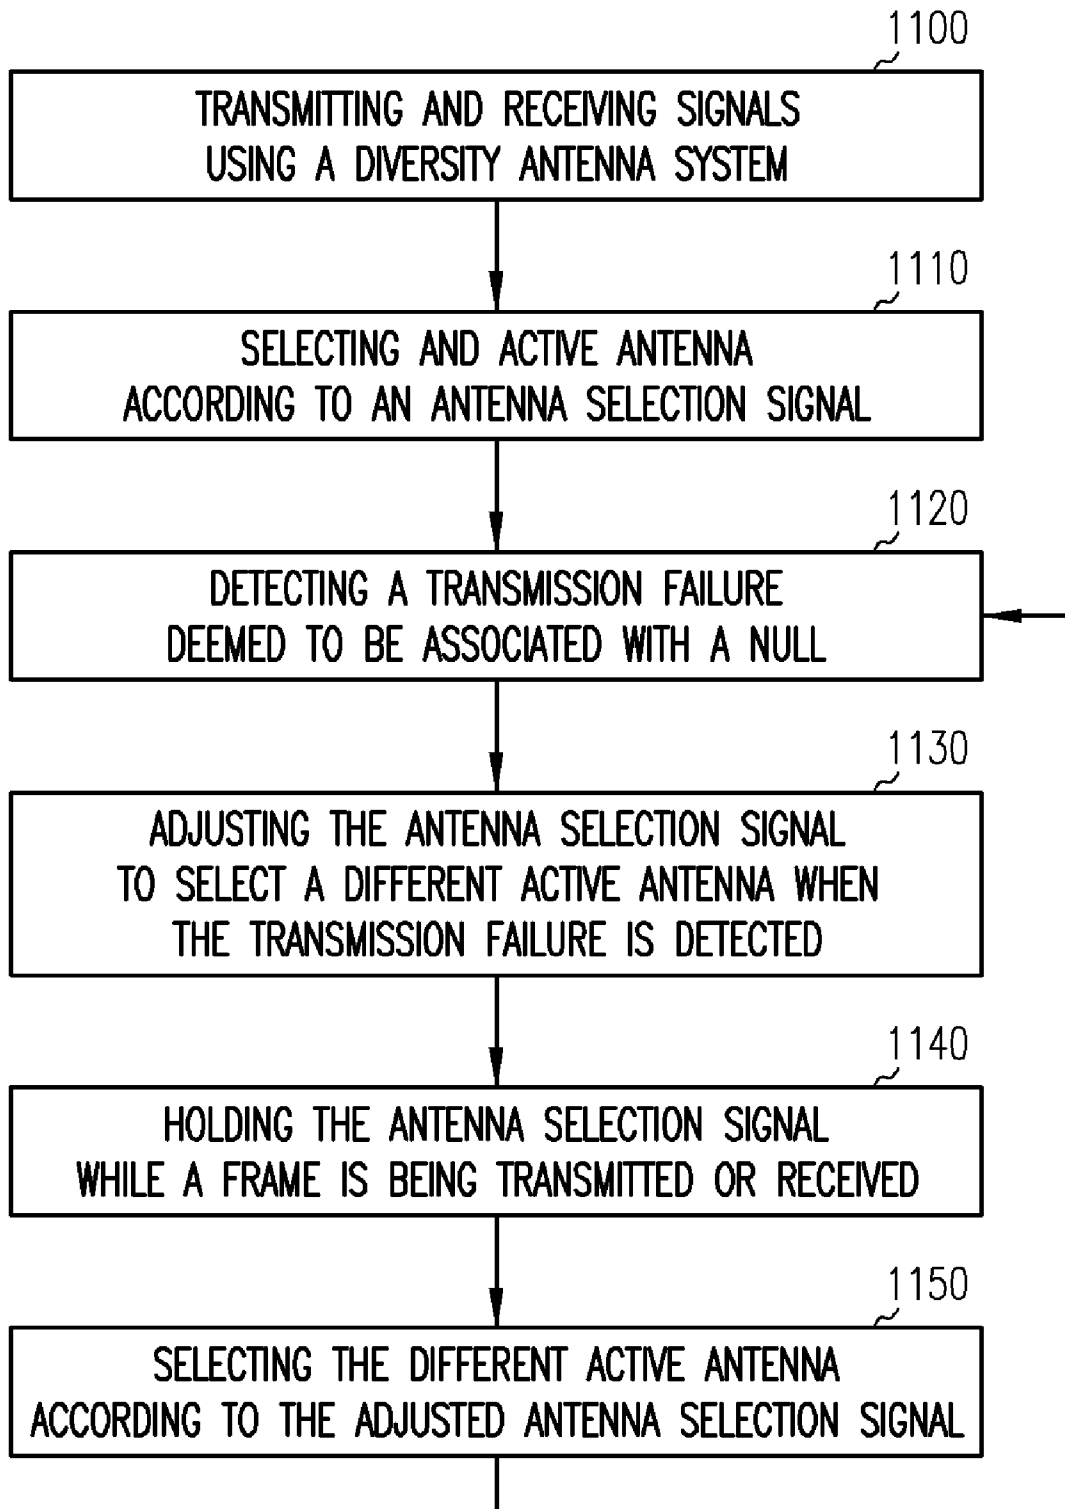 1100
TRANSMITTING AND RECEIVING SIGNALS
USING A DIVERSITY ANTENNA SYSTEM
1110
SELECTING AND ACTIVE ANTENNA
ACCORDING TO AN ANTENNA SELECTION SIGNAL
1120
DETECTING A TRANSMISSION FAILURE
DEEMED TO BE ASSOCIATED WITH A NULL
1130
ADJUSTING THE ANTENNA SELECTION SIGNAL
TO SELECT A DIFFERENT ACTIVE ANTENNA WHEN
THE TRANSMISSION FAILURE IS DETECTED
1140
HOLDING THE ANTENNA SELECTION SIGNAL
WHILE A FRAME IS BEING TRANSMITTED OR RECEIVED
1150
SELECTING THE DIFFERENT ACTIVE ANTENNA
ACCORDING TO THE ADJUSTED ANTENNA SELECTION SIGNAL